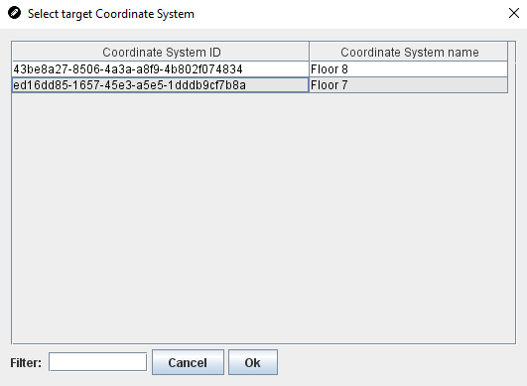 Select target Coordinate System
Coordinate System ID Coordinate System name
43be8a27-8506-4a3a-a8f9-4b802f074834 Floor 8
ed16dd85-1657-45e3-a5e5-1dddb9cf7b8a Floor 7
Filter: Cancel Ok